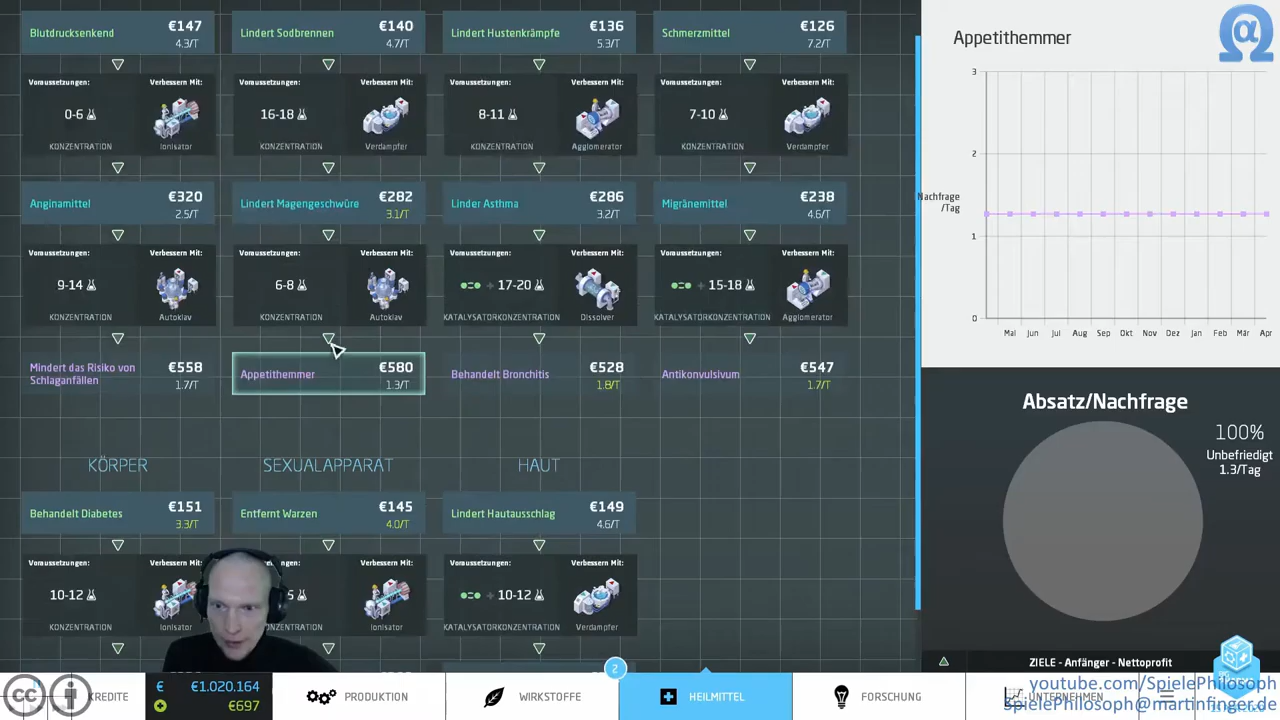 Blutdrucksenkend €147
4.3/T
Lindert Sodbrennen €140
4.7/T
Lindert Hustenkrämpfe €136
5.3/T
Schmerzmittel €126
7.2/T
Voraussetzungen: Verbessern Mit:
0-6
KONZENTRATION Ionisator
Voraussetzungen: Verbessern Mit:
16-18
KONZENTRATION Verdampfer
Voraussetzungen: Verbessern Mit:
8-11
KONZENTRATION Agglomerator
Voraussetzungen: Verbessern Mit:
7-10
KONZENTRATION Verdampfer
Anginamittel €320
2.5/T
Lindert Magengeschwüre €282
3.1/T
Linder Asthma €286
3.2/T
Migränemittel €238
4.6/T
Voraussetzungen: Verbessern Mit:
9-14
KONZENTRATION Autoklav
Voraussetzungen: Verbessern Mit:
6-8
KONZENTRATION Autoklav
Voraussetzungen: Verbessern Mit:
+ 17-20
KATALYSATORKONZENTRATION Dissolver
Voraussetzungen: Verbessern Mit:
+ 15-18
KATALYSATORKONZENTRATION Agglomerator
Mindert das Risiko von
Schlaganfällen
€558
1.7/T
Appetithemmer €580
1.3/T
Behandelt Bronchitis €528
1.8/T
Antikonvulsivum €547
1.7/T
KÖRPER
SEXUALAPPARAT
HAUT
Behandelt Diabetes €151
3.3/T
Entfernt Warzen €145
4.0/T
Lindert Hautausschlag €149
4.6/T
Voraussetzungen: Verbessern Mit:
10-12
KONZENTRATION Ionisator
Verbessern Mit:
KONZENTRATION Ionisator
Voraussetzungen: Verbessern Mit:
+ 10-12
KATALYSATORKONZENTRATION Verdampfer
Appetithemmer
3
2
1
0
Nachfrage
/Tag
Mai Jun Jul Aug Sep Okt Nov Dez Jan Feb Mär Apr
Absatz/Nachfrage
100%
Unbefriedigt
1.3/Tag
ZIELE - Anfänger - Nettoprofit
KREDITE
€ €1.020.164
€697
PRODUKTION
WIRKSTOFFE
2
HEILMITTEL
FORSCHUNG
UNTERNEHMEN
youtube.com/SpielePhilosoph
SpielePhilosoph@martinfinger.de